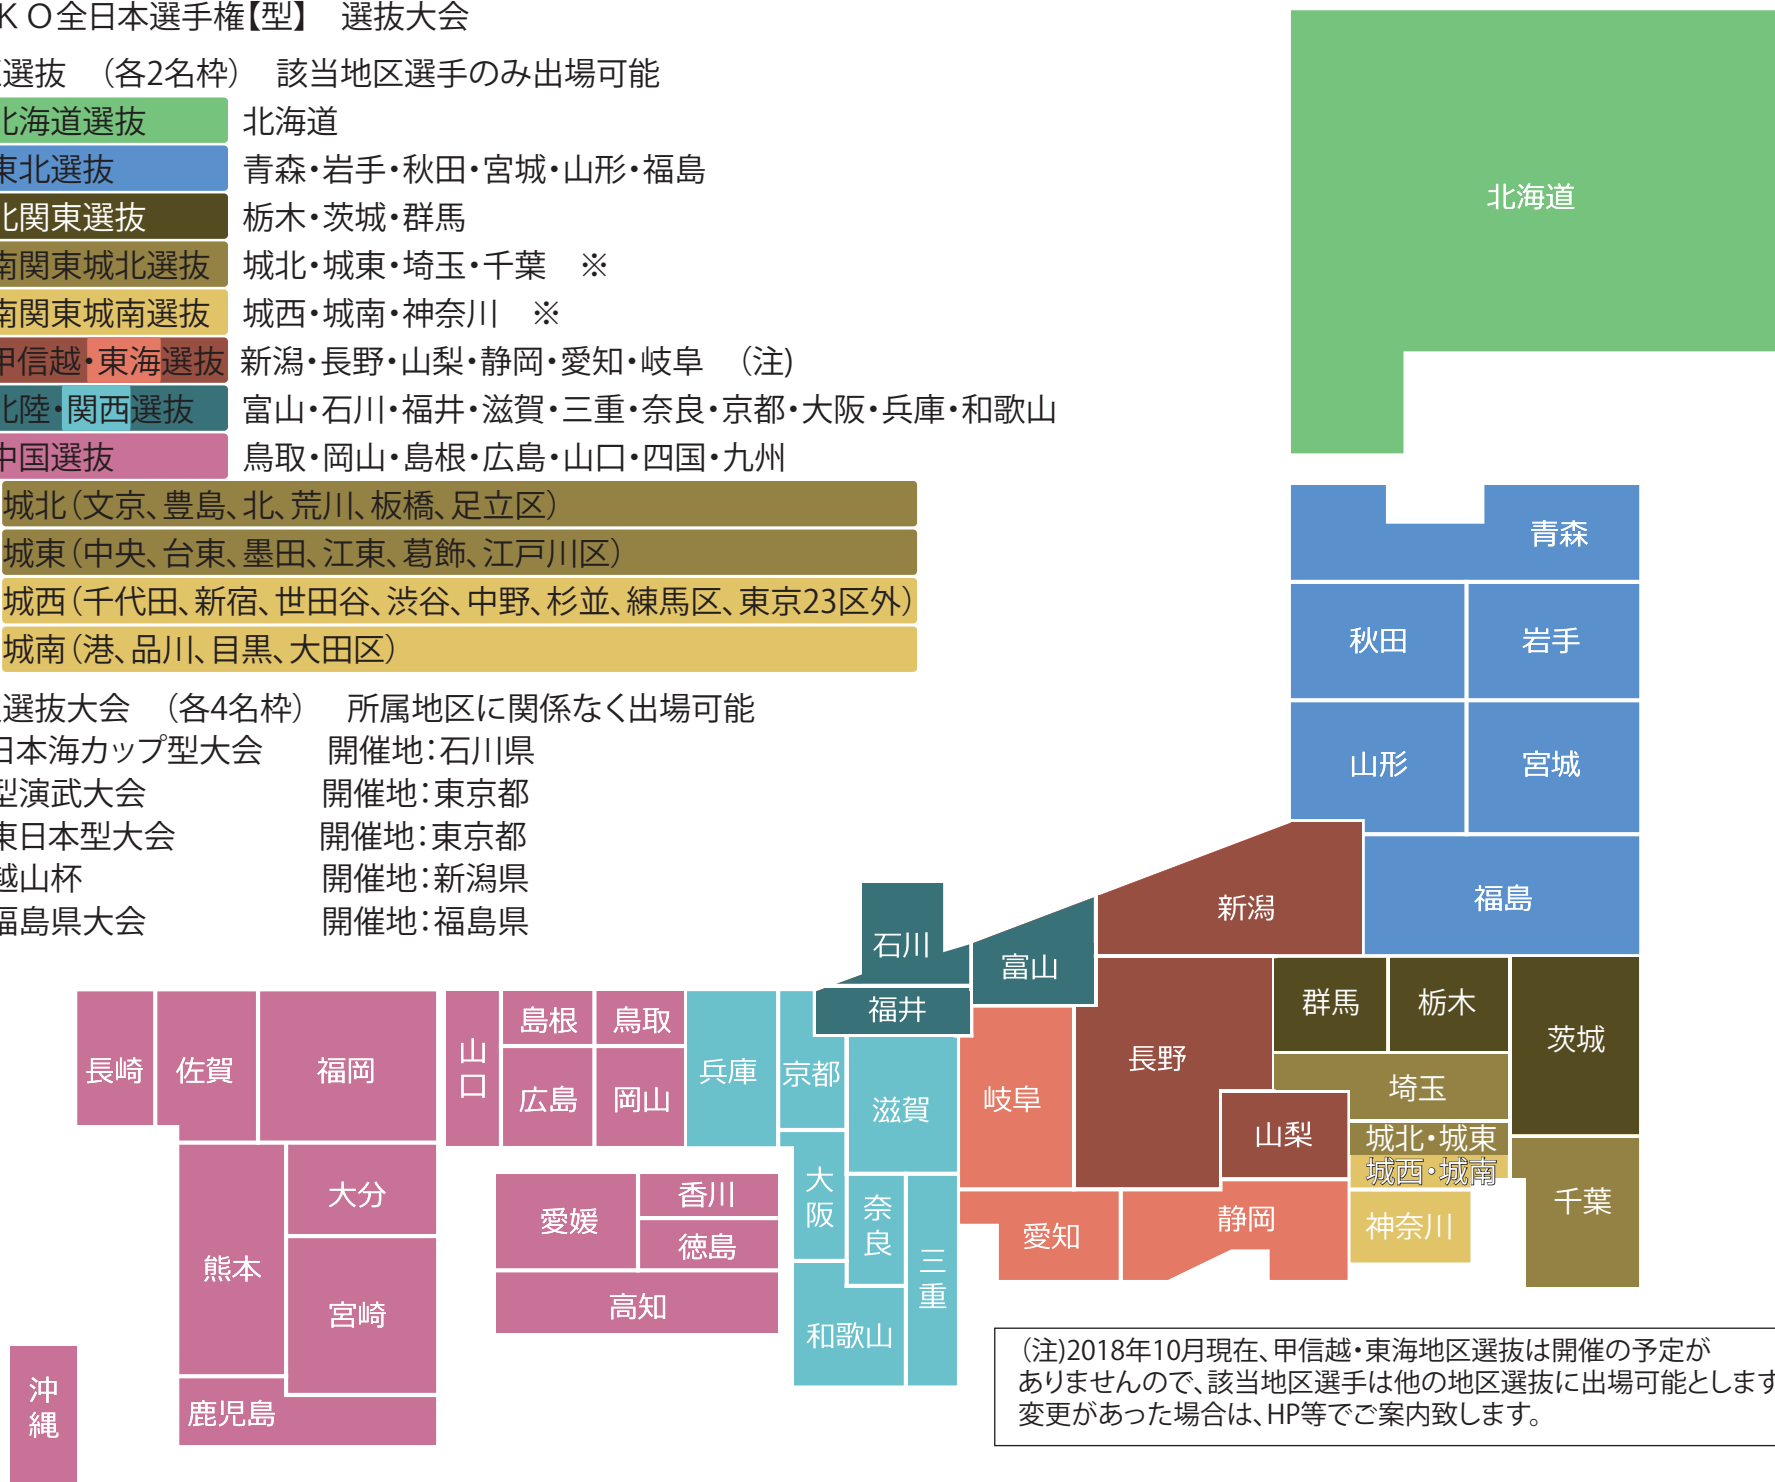 ＫＯ全日本選手権【型】　選抜大会
選抜　（各2名枠）　該当地区選手のみ出場可能
北海道選抜　北海道
東北選抜　青森・岩手・秋田・宮城・山形・福島
北関東選抜　栃木・茨城・群馬
南関東城北選抜　城北・城東・埼玉・千葉　※
南関東城南選抜　城西・城南・神奈川　※
甲信越・東海選抜　新潟・長野・山梨・静岡・愛知・岐阜　（注)
北陸・関西選抜　富山・石川・福井・滋賀・三重・奈良・京都・大阪・兵庫・和歌山
中国選抜　鳥取・岡山・島根・広島・山口・四国・九州
城北（文京、豊島、北、荒川、板橋、足立区）
城東（中央、台東、墨田、江東、葛飾、江戸川区）
城西（千代田、新宿、世田谷、渋谷、中野、杉並、練馬区、東京23区外）
城南（港、品川、目黒、大田区）
選抜大会　（各4名枠）　所属地区に関係なく出場可能
日本海カップ型大会　開催地：石川県
型演武大会　開催地：東京都
東日本型大会　開催地：東京都
越山杯　開催地：新潟県
福島県大会　開催地：福島県
北海道
青森
秋田
岩手
山形
宮城
福島
新潟
石川
富山
福井
群馬
栃木
茨城
長野
埼玉
山梨
城北・城東
城西・城南
千葉
神奈川
静岡
愛知
岐阜
滋賀
京都
兵庫
大阪
奈良
三重
和歌山
鳥取
島根
岡山
広島
山口
香川
愛媛
徳島
高知
福岡
佐賀
長崎
大分
熊本
宮崎
鹿児島
沖縄
（注)2018年10月現在、甲信越・東海地区選抜は開催の予定が
ありませんので、該当地区選手は他の地区選抜に出場可能とします
変更があった場合は、HP等でご案内致します。